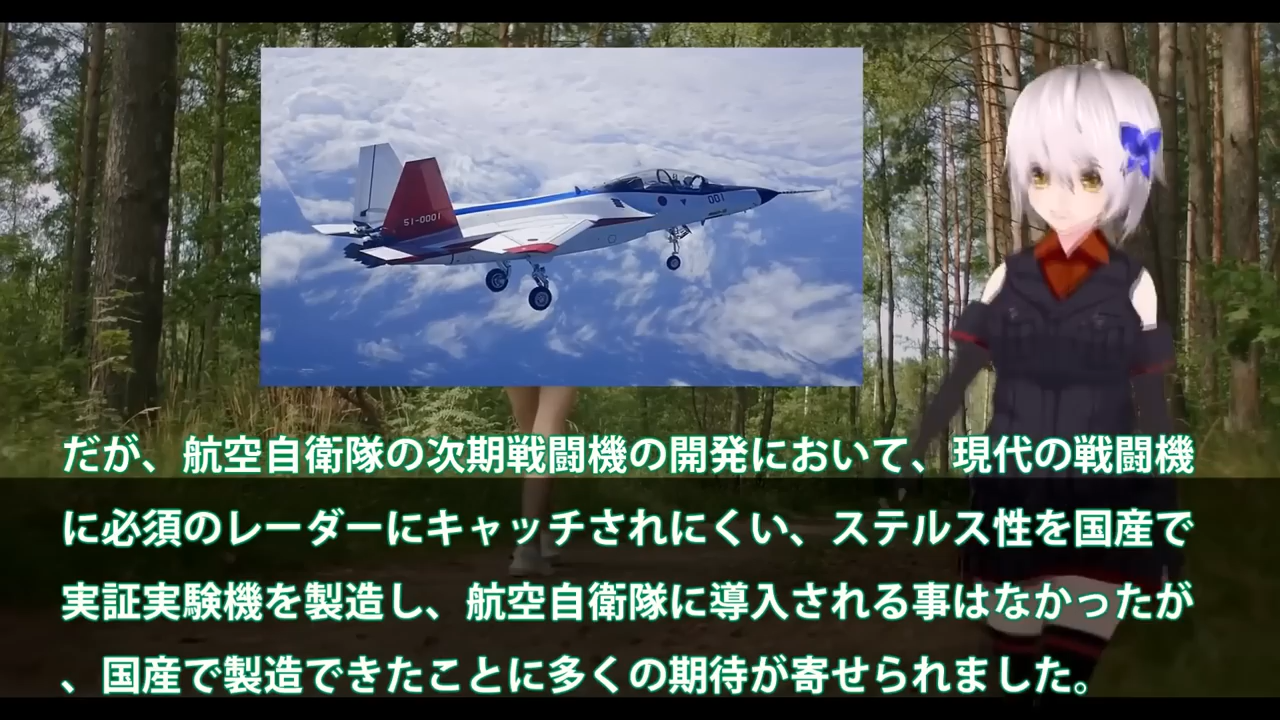 51-0001
001
だが、航空自衛隊の次期戦闘機の開発において、現代の戦闘機
に必須のレーダーにキャッチされにくい、ステルス性を国産で
実証実験機を製造し、航空自衛隊に導入される事はなかったが
、国産で製造できたことに多くの期待が寄せられました。